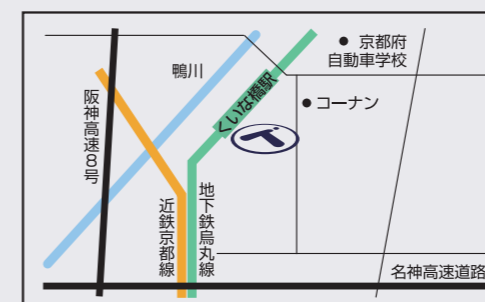 京都府
自動車学校
鴨川
くいな橋駅
コーナン
阪神高速8号
近鉄京都線
地下鉄烏丸線
名神高速道路